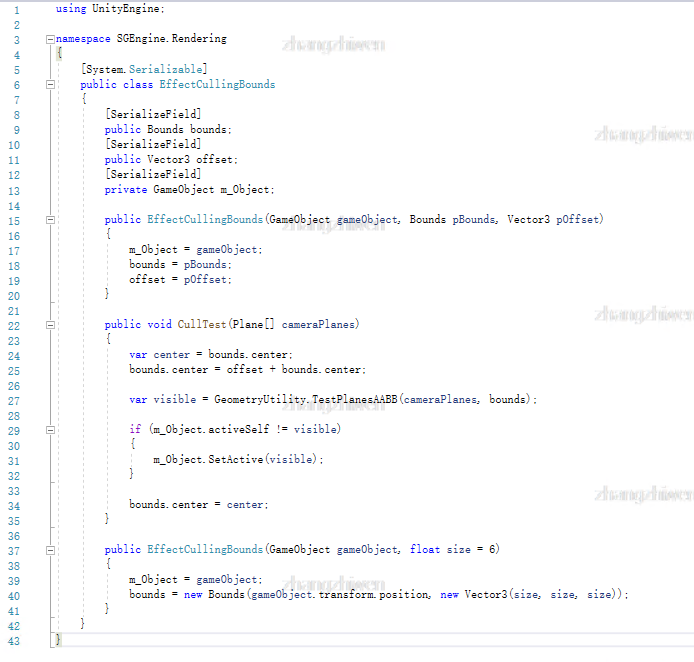 1 using UnityEngine;
2
3 namespace SGEngine.Rendering
4 {
5 [System.Serializable]
6 public class EffectCullingBounds
7 {
8 [SerializeField]
9 public Bounds bounds;
10 [SerializeField]
11 public Vector3 offset;
12 [SerializeField]
13 private GameObject m_Object;
14
15 public EffectCullingBounds(GameObject gameObject, Bounds pBounds, Vector3 pOffset)
16 {
17 m_Object = gameObject;
18 bounds = pBounds;
19 offset = pOffset;
20 }
21
22 public void CullTest(Plane[] cameraPlanes)
23 {
24 var center = bounds.center;
25 bounds.center = offset + bounds.center;
26
27 var visible = GeometryUtility.TestPlanesAABB(cameraPlanes, bounds);
28
29 if (m_Object.activeSelf != visible)
30 {
31 m_Object.SetActive(visible);
32 }
33
34 bounds.center = center;
35 }
36
37 public EffectCullingBounds(GameObject gameObject, float size = 6)
38 {
39 m_Object = gameObject;
40 bounds = new Bounds(gameObject.transform.position, new Vector3(size, size, size));
41 }
42 }
43 }